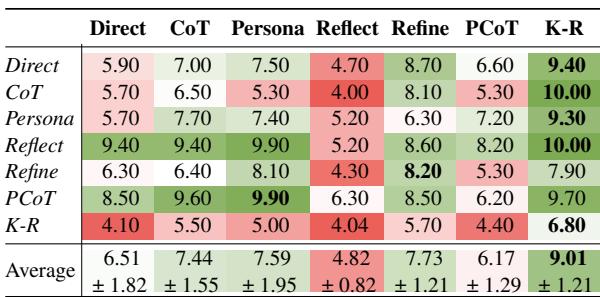 Direct CoT Persona Reflect Refine PCoT K-R
Direct 5.90 7.00 7.50 4.70 8.70 6.60 9.40
CoT 5.70 6.50 5.30 4.00 8.10 5.30 10.00
Persona 5.70 7.70 7.40 5.20 6.30 7.20 9.30
Reflect 9.40 9.40 9.90 5.20 8.60 8.20 10.00
Refine 6.30 6.40 8.10 4.30 8.20 5.30 7.90
PCoT 8.50 9.60 9.90 6.30 8.50 6.20 9.70
K-R 4.10 5.50 5.00 4.04 5.70 4.40 6.80
Average 6.51 7.44 7.59 4.82 7.73 6.17 9.01
± 1.82 ± 1.55 ± 1.95 ± 0.82 ± 1.21 ± 1.29 ± 1.21